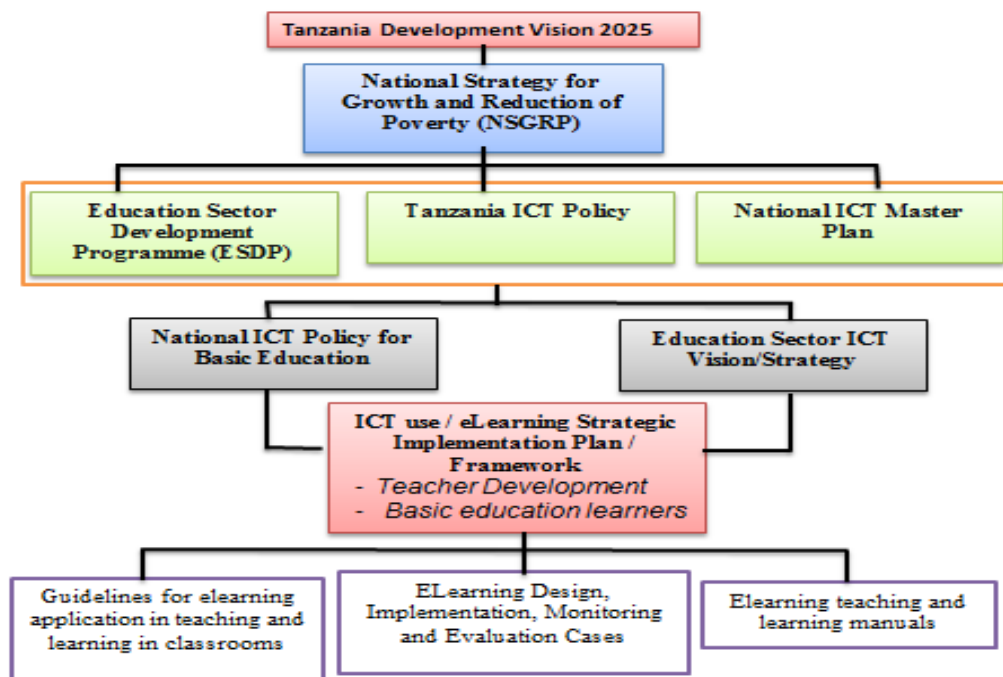 Tanzania Development Vision 2025
National Strategy for
Growth and Reduction of
Poverty (NSGRP)
Education Sector
Development
Programme (ESDP)
Tanzania ICT Policy
National ICT Master
Plan
National ICT Policy for
Basic Education
Education Sector ICT
Vision/Strategy
ICT use / eLearning Strategic
Implementation Plan /
Framework
- Teacher Development
- Basic education learners
Guidelines for elearning
application in teaching and
learning in classrooms
ELearning Design,
Implementation, Monitoring
and Evaluation Cases
Elearning teaching and
learning manuals